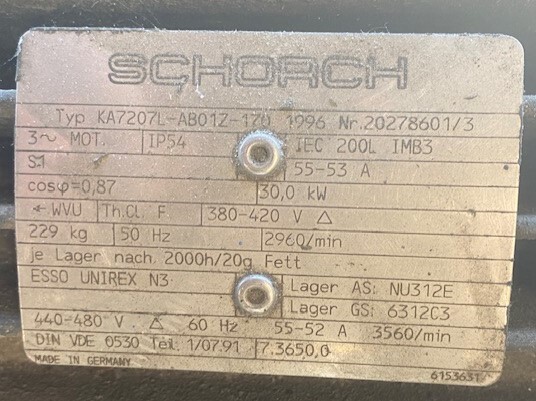 SCHORCH
Typ KA7207L-AB01Z-170 1996 Nr.20278601/3
3~ MOT. IP54 IEC 200L IMB3
S1 55-53 A
cosφ=0,87 30,0 kW
← WVU Th.Cl. F 380-420 V △
229 kg 50 Hz 2960/min
je Lager nach 2000h/20g Fett
ESSO UNIREX N3 Lager AS: NU312E
Lager GS: 6312C3
440-480 V △ 60 Hz 55-52 A 3560/min
DIN VDE 0530 Teil 1/07.91 7.3650,0
MADE IN GERMANY